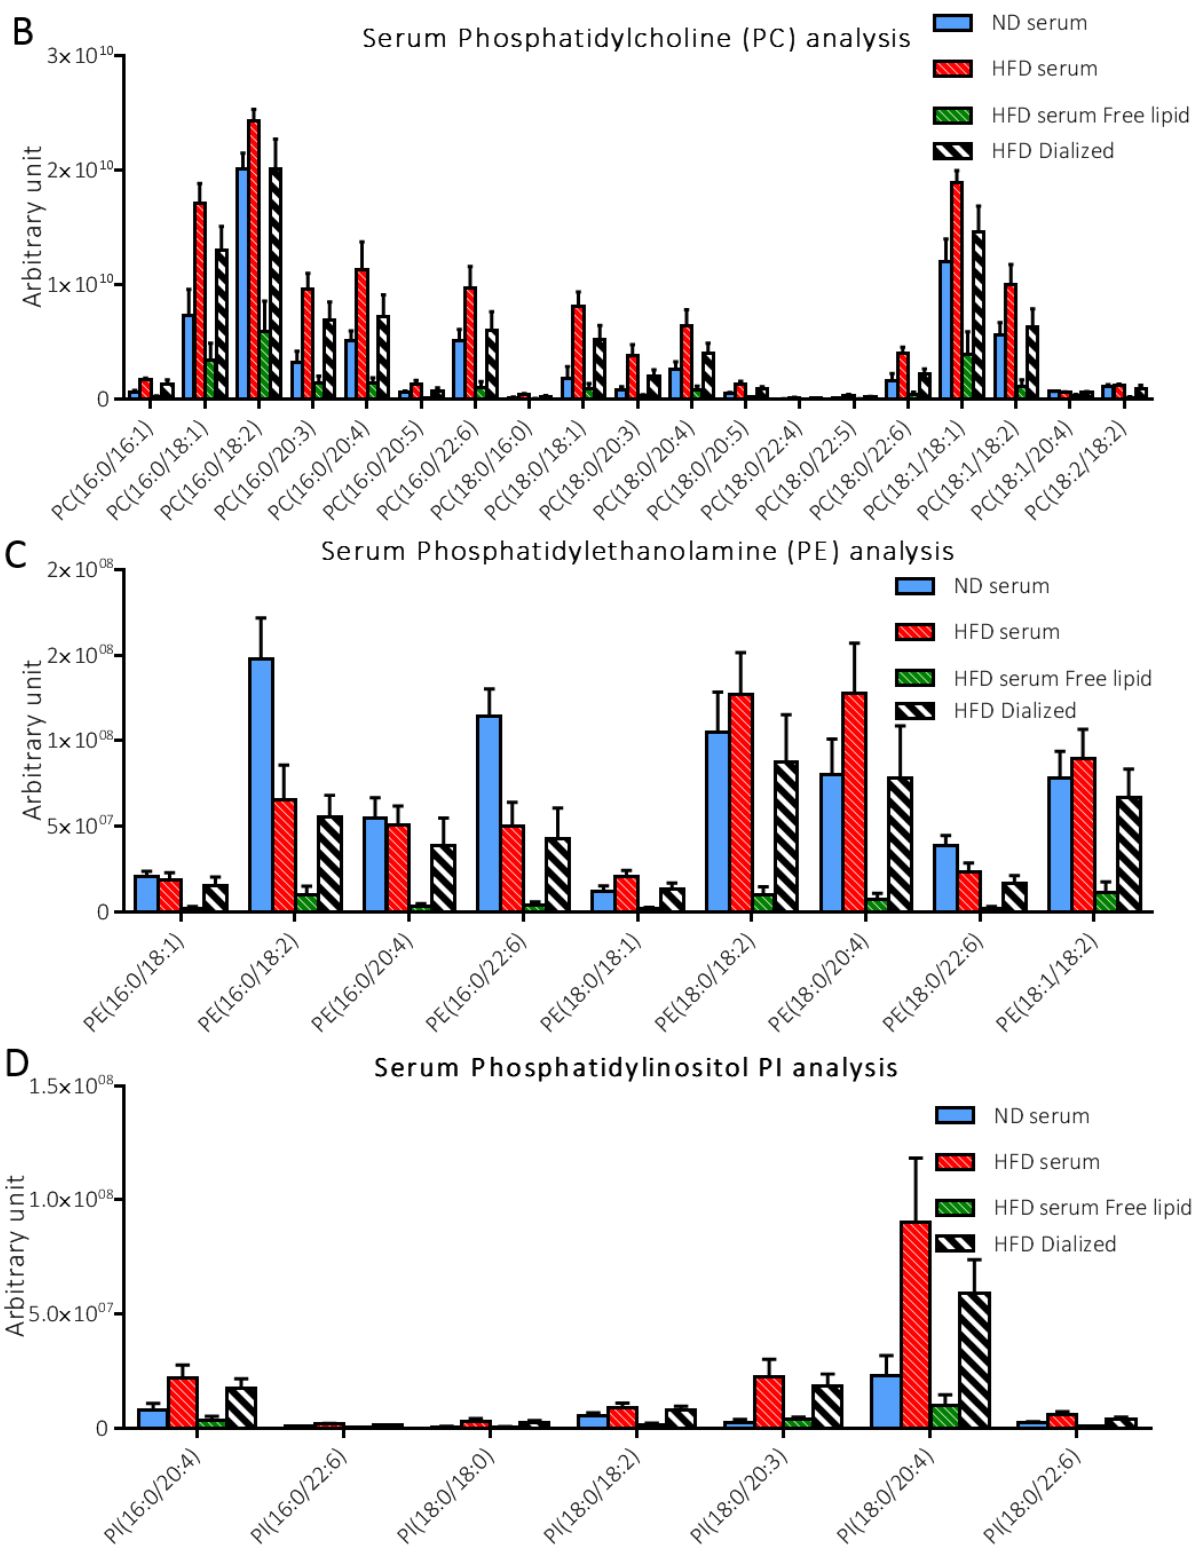 B
Serum Phosphatidylcholine (PC) analysis
ND serum
HFD serum
HFD serum Free lipid
HFD Dialized
Arbitrary unit
3×10¹⁰
2×10¹⁰
1×10¹⁰
0
PC(16:0/16:1)
PC(16:0/18:1)
PC(16:0/18:2)
PC(16:0/20:3)
PC(16:0/20:4)
PC(16:0/20:5)
PC(16:0/22:6)
PC(18:0/16:0)
PC(18:0/18:1)
PC(18:0/20:3)
PC(18:0/20:4)
PC(18:0/20:5)
PC(18:0/22:4)
PC(18:0/22:5)
PC(18:0/22:6)
PC(18:1/18:1)
PC(18:1/18:2)
PC(18:1/20:4)
PC(18:2/18:2)
C
Serum Phosphatidylethanolamine (PE) analysis
ND serum
HFD serum
HFD serum Free lipid
HFD Dialized
Arbitrary unit
2×10⁰⁸
2×10⁰⁸
1×10⁰⁸
5×10⁰⁷
0
PE(16:0/18:1)
PE(16:0/18:2)
PE(16:0/20:4)
PE(16:0/22:6)
PE(18:0/18:1)
PE(18:0/18:2)
PE(18:0/20:4)
PE(18:0/22:6)
PE(18:1/18:2)
D
Serum Phosphatidylinositol PI analysis
ND serum
HFD serum
HFD serum Free lipid
HFD Dialized
Arbitrary unit
1.5×10⁰⁸
1.0×10⁰⁸
5.0×10⁰⁷
0
PI(16:0/20:4)
PI(16:0/22:6)
PI(18:0/18:0)
PI(18:0/18:2)
PI(18:0/20:3)
PI(18:0/20:4)
PI(18:0/22:6)